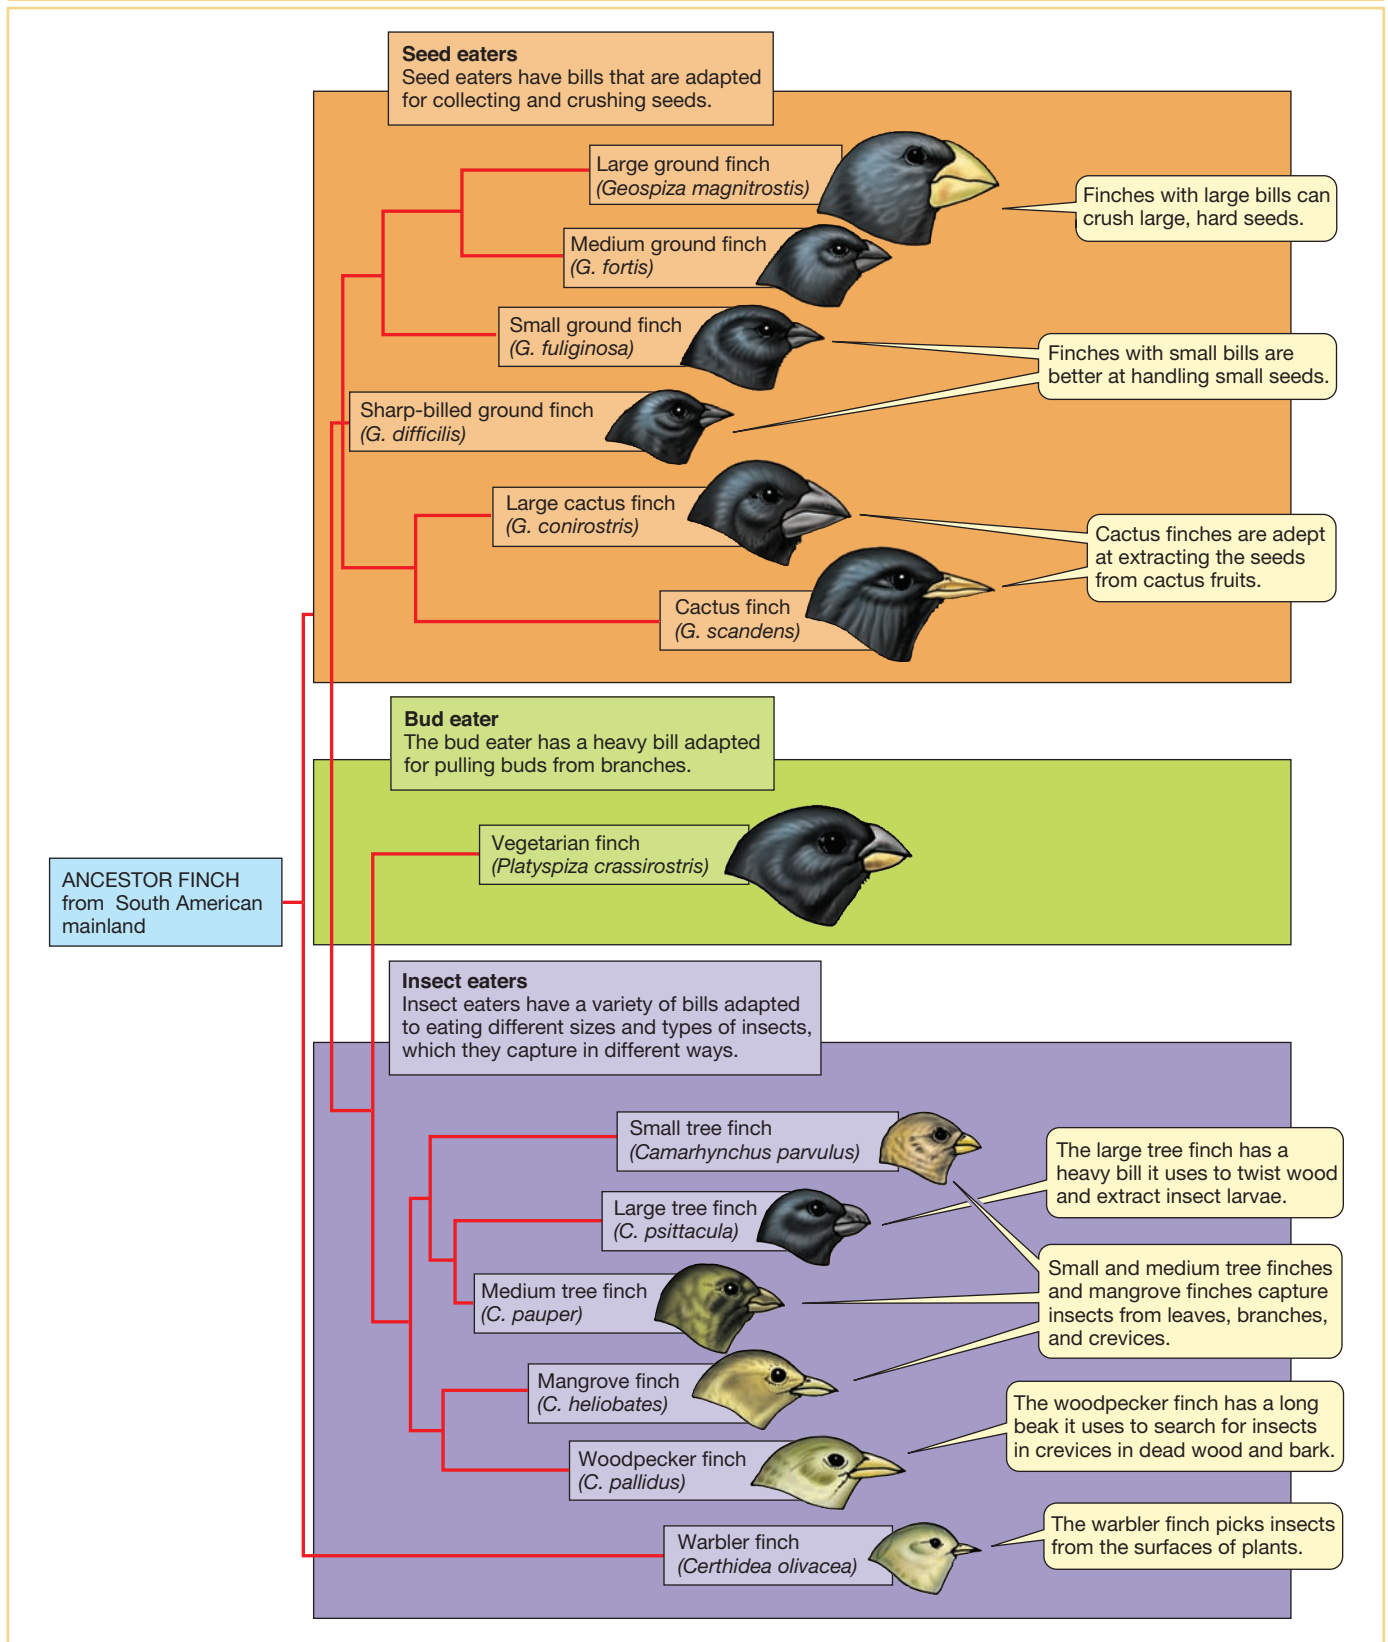 Seed eaters
Seed eaters have bills that are adapted
for collecting and crushing seeds.
Large ground finch
(Geospiza magnitrostis)
Finches with large bills can
crush large, hard seeds.
Medium ground finch
(G. fortis)
Small ground finch
(G. fuliginosa)
Finches with small bills are
better at handling small seeds.
Sharp-billed ground finch
(G. difficilis)
Large cactus finch
(G. conirostris)
Cactus finches are adept
at extracting the seeds
from cactus fruits.
Cactus finch
(G. scandens)
Bud eater
The bud eater has a heavy bill adapted
for pulling buds from branches.
Vegetarian finch
(Platyspiza crassirostris)
ANCESTOR FINCH
from South American
mainland
Insect eaters
Insect eaters have a variety of bills adapted
to eating different sizes and types of insects,
which they capture in different ways.
Small tree finch
(Camarhynchus parvulus)
The large tree finch has a
heavy bill it uses to twist wood
and extract insect larvae.
Large tree finch
(C. psittacula)
Small and medium tree finches
and mangrove finches capture
insects from leaves, branches,
and crevices.
Medium tree finch
(C. pauper)
Mangrove finch
(C. heliobates)
The woodpecker finch has a long
beak it uses to search for insects
in crevices in dead wood and bark.
Woodpecker finch
(C. pallidus)
Warbler finch
(Certhidea olivacea)
The warbler finch picks insects
from the surfaces of plants.